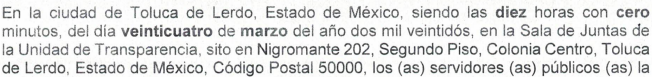 En la ciudad de Toluca de Lerdo, Estado de México, siendo las diez horas con cero
minutos, del día veinticuatro de marzo del año dos mil veintidós, en la Sala de Juntas de
la Unidad de Transparencia, sito en Nigromante 202, Segundo Piso, Colonia Centro, Toluca
de Lerdo, Estado de México, Código Postal 50000, los (as) servidores (as) públicos (as) la